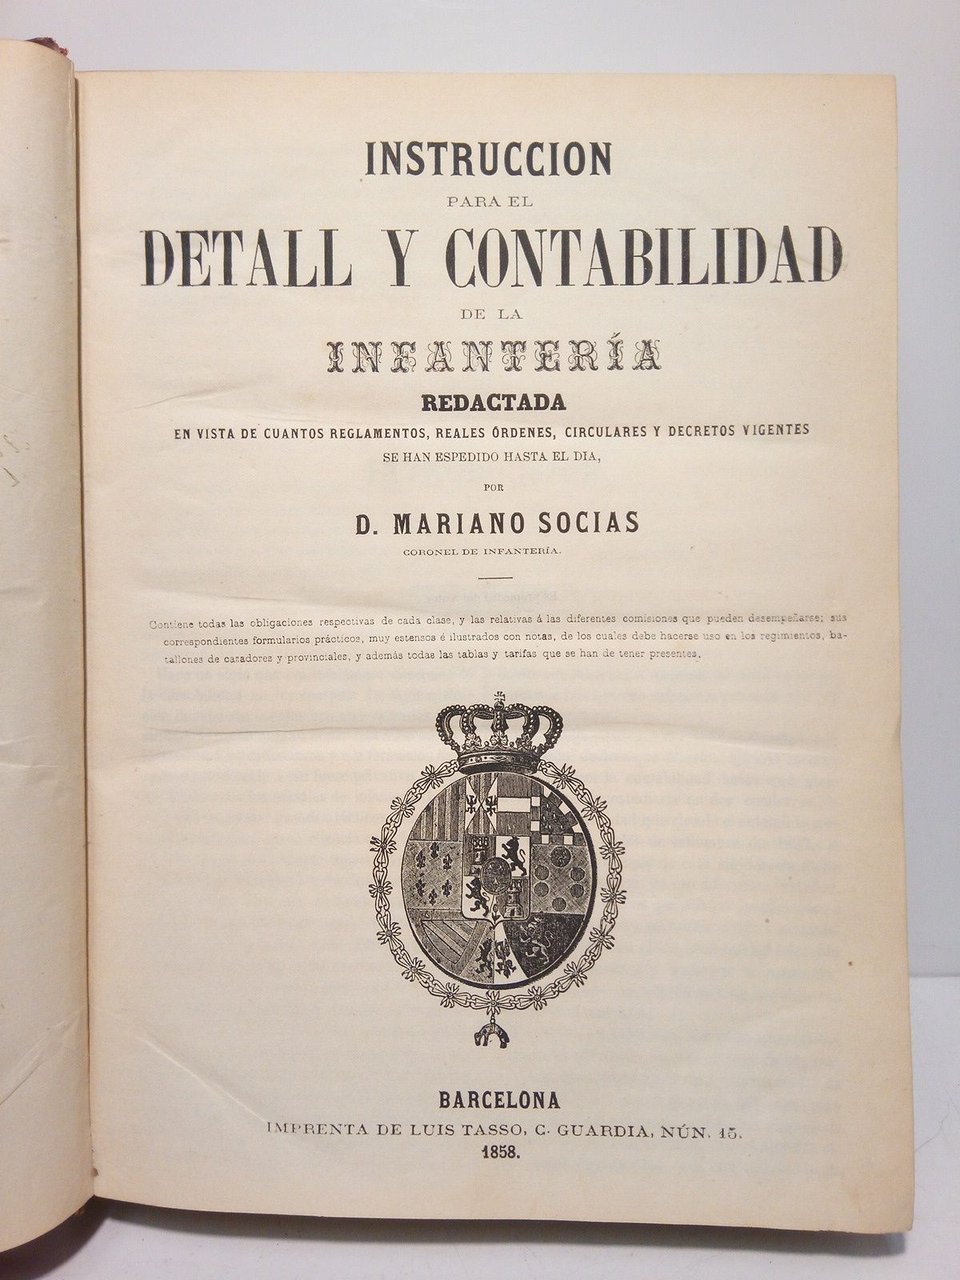 INSTRUCCION
PARA EL
DETALL Y CONTABILIDAD
DE LA
INFANTERÍA
REDACTADA
EN VISTA DE CUANTOS REGLAMENTOS, REALES ÓRDENES, CIRCULARES Y DECRETOS VIGENTES
SE HAN ESPEDIDO HASTA EL DIA,
POR
D. MARIANO SOCIAS
CORONEL DE INFANTERÍA.
Contiene todas las obligaciones respectivas de cada clase, y las relativas á las diferentes comisiones que pueden desempeñarse; sus
correspondientes formularios prácticos, muy estensos é ilustrados con notas, de los cuales debe hacerse uso en los regimientos, ba-
tallones de cazadores y provinciales, y además todas las tablas y tarifas que se han de tener presentes.
BARCELONA
IMPRENTA DE LUIS TASSO, C. GUARDIA, NÚN. 15.
1858.